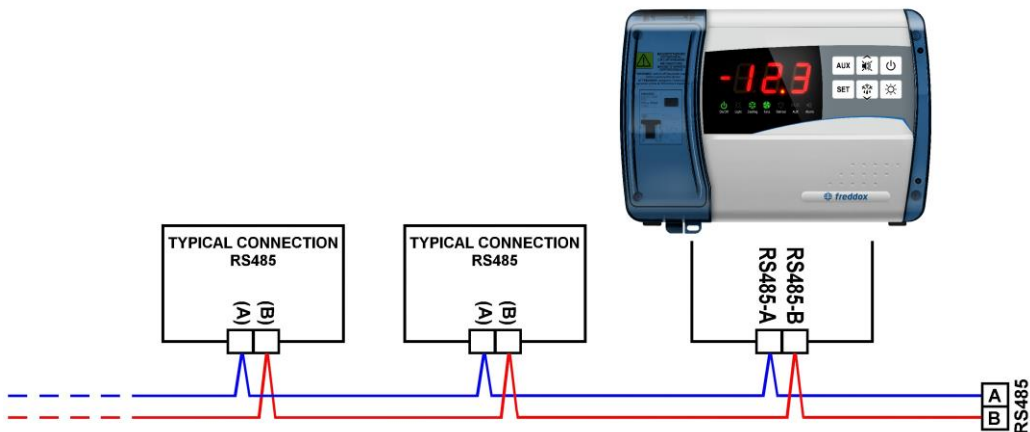 -12.3
AUX
SET
freddox
TYPICAL CONNECTION
RS485
(A)
(B)
TYPICAL CONNECTION
RS485
(A)
(B)
RS485-A
RS485-B
A
B
RS485